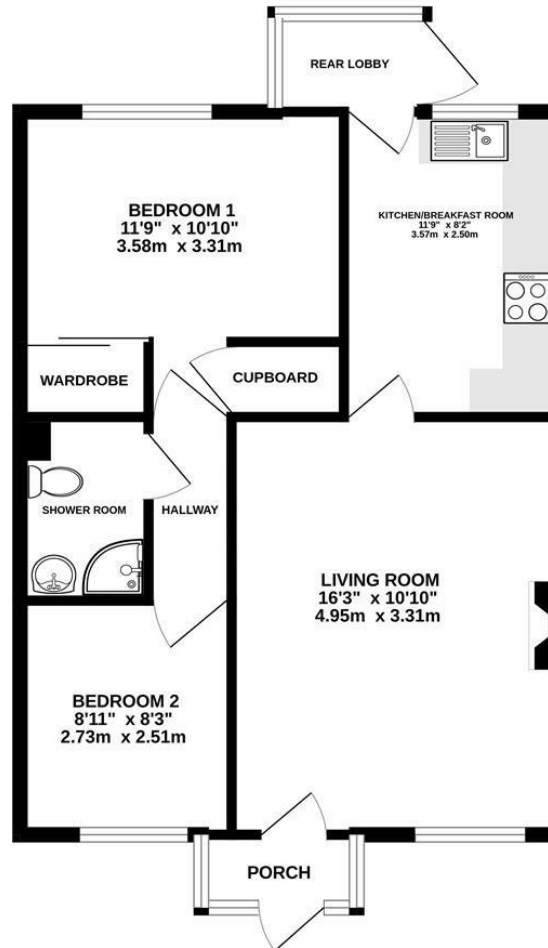 REAR LOBBY
BEDROOM 1
11'9" x 10'10"
3.58m x 3.31m
KITCHEN/BREAKFAST ROOM
11'9" x 8'2"
3.57m x 2.50m
WARDROBE
CUPBOARD
SHOWER ROOM
HALLWAY
LIVING ROOM
16'3" x 10'10"
4.95m x 3.31m
BEDROOM 2
8'11" x 8'3"
2.73m x 2.51m
PORCH